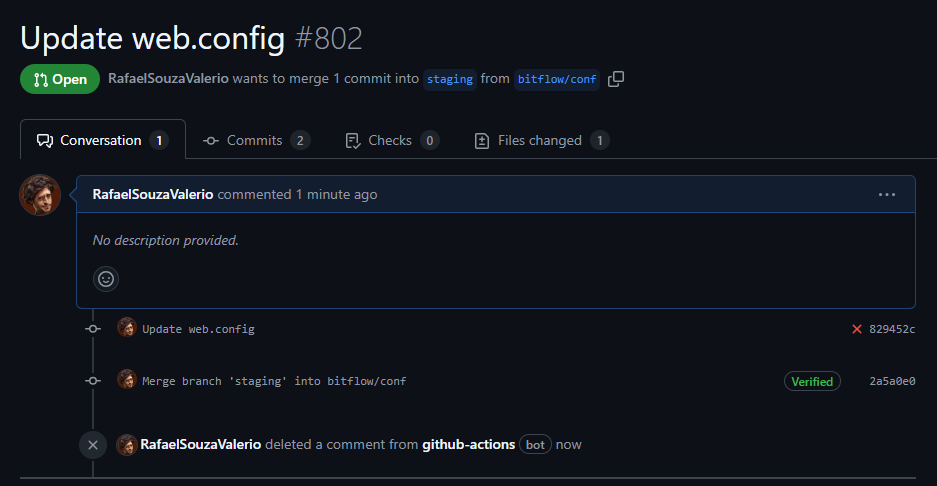 Update web.config #802
Open RafaelSouzaValerio wants to merge 1 commit into staging from bitflow/conf
Conversation 1 Commits 2 Checks 0 Files changed 1
RafaelSouzaValerio commented 1 minute ago
No description provided.
Update web.config 829452c
Merge branch 'staging' into bitflow/conf Verified 2a5a0e0
RafaelSouzaValerio deleted a comment from github-actions bot now